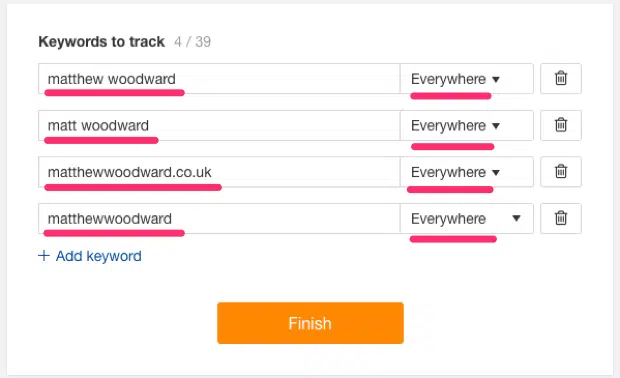 Keywords to track 4 / 39
matthew woodward Everywhere
matt woodward Everywhere
matthewwoodward.co.uk Everywhere
matthewwoodward Everywhere
+ Add keyword
Finish